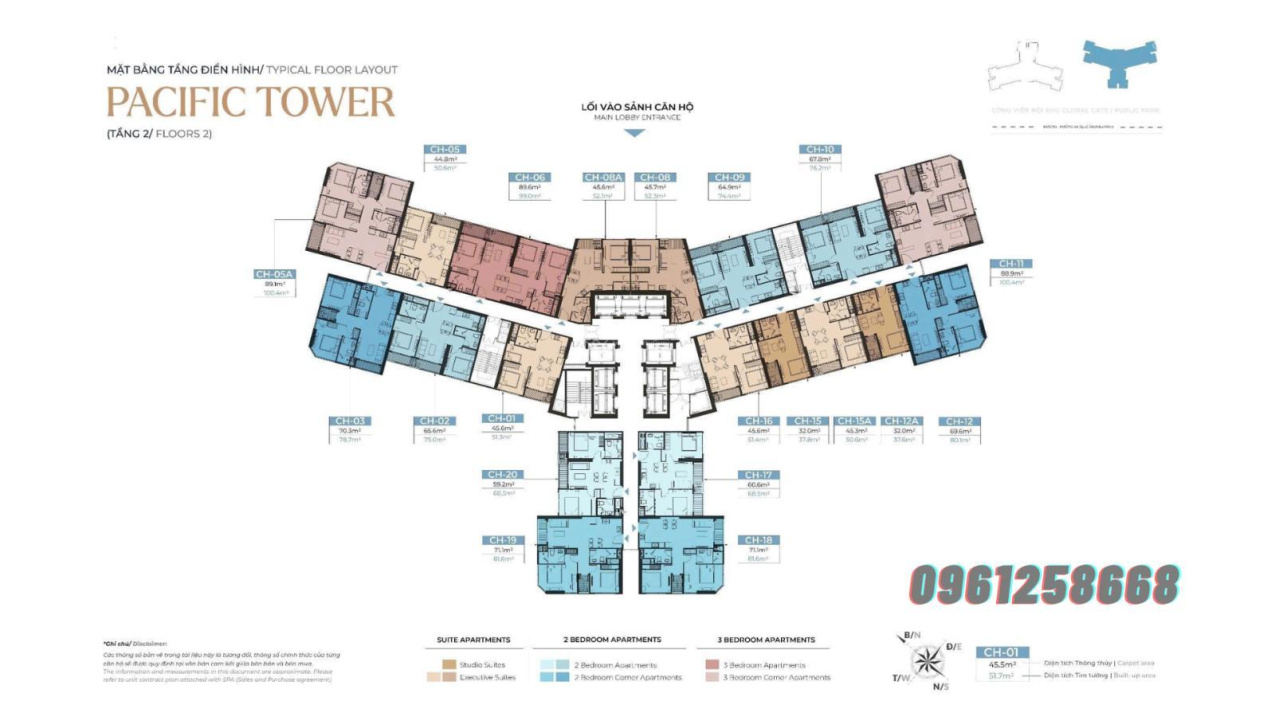 MẶT BẰNG TẦNG ĐIỂN HÌNH/ TYPICAL FLOOR LAYOUT
PACIFIC TOWER
(TẦNG 2/ FLOORS 2)
LỐI VÀO SẢNH CĂN HỘ
MAIN LOBBY ENTRANCE
CH-05
44.8m²
50.6m²
CH-06
89.6m²
99.0m²
CH-08A
45.6m²
52.1m²
CH-08
45.7m²
52.3m²
CH-09
64.9m²
74.4m²
CH-10
67.8m²
76.2m²
CH-05A
89.1m²
100.4m²
CH-11
88.9m²
100.4m²
CH-03
70.3m²
78.7m²
CH-02
65.6m²
75.0m²
CH-01
45.6m²
51.3m²
CH-16
45.6m²
51.4m²
CH-15
32.0m²
37.8m²
CH-15A
45.3m²
50.6m²
CH-12A
32.0m²
37.6m²
CH-12
69.6m²
80.1m²
CH-20
59.2m²
68.5m²
CH-17
60.6m²
68.5m²
CH-19
71.1m²
81.6m²
CH-18
71.1m²
81.6m²
0961258668
*Ghi chú/ Disclaimer:
Các thông số bản vẽ trong tài liệu này là tương đối, thông số chính thức của từng
căn hộ sẽ được quy định tại văn bản cam kết giữa bên bán và bên mua.
The information and measurements in this document are approximate. Please
refer to unit contract plan attached with SPA (Sales and Purchase agreement).
SUITE APARTMENTS
Studio Suites
Executive Suites
2 BEDROOM APARTMENTS
2 Bedroom Apartments
2 Bedroom Corner Apartments
3 BEDROOM APARTMENTS
3 Bedroom Apartments
3 Bedroom Corner Apartments
B/N
Đ/E
T/W
N/S
CH-01
45.5m²
51.7m²
Diện tích Thông thủy | Carpet area
Diện tích Tim tường | Built-up area